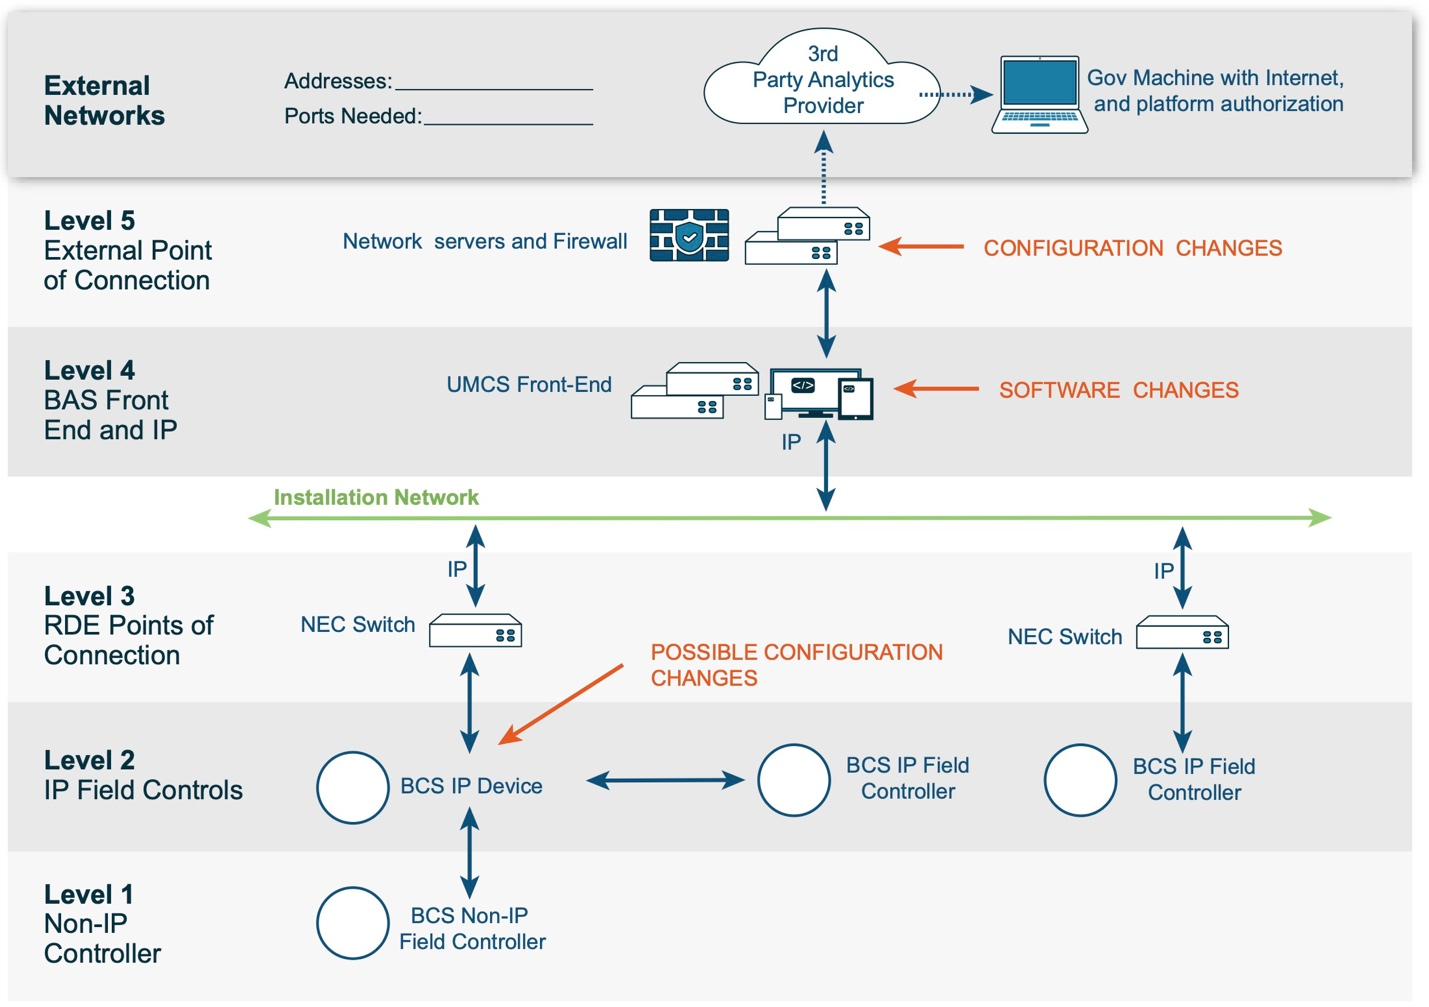 External
Networks
Addresses:
Ports Needed:
3rd
Party Analytics
Provider
Gov Machine with Internet,
and platform authorization
Level 5
External Point
of Connection
Network servers and Firewall
CONFIGURATION CHANGES
Level 4
BAS Front
End and IP
UMCS Front-End
</>
</>
SOFTWARE CHANGES
IP
Installation Network
IP
IP
Level 3
RDE Points of
Connection
NEC Switch
NEC Switch
POSSIBLE CONFIGURATION
CHANGES
Level 2
IP Field Controls
BCS IP Device
BCS IP Field
Controller
BCS IP Field
Controller
Level 1
Non-IP
Controller
BCS Non-IP
Field Controller